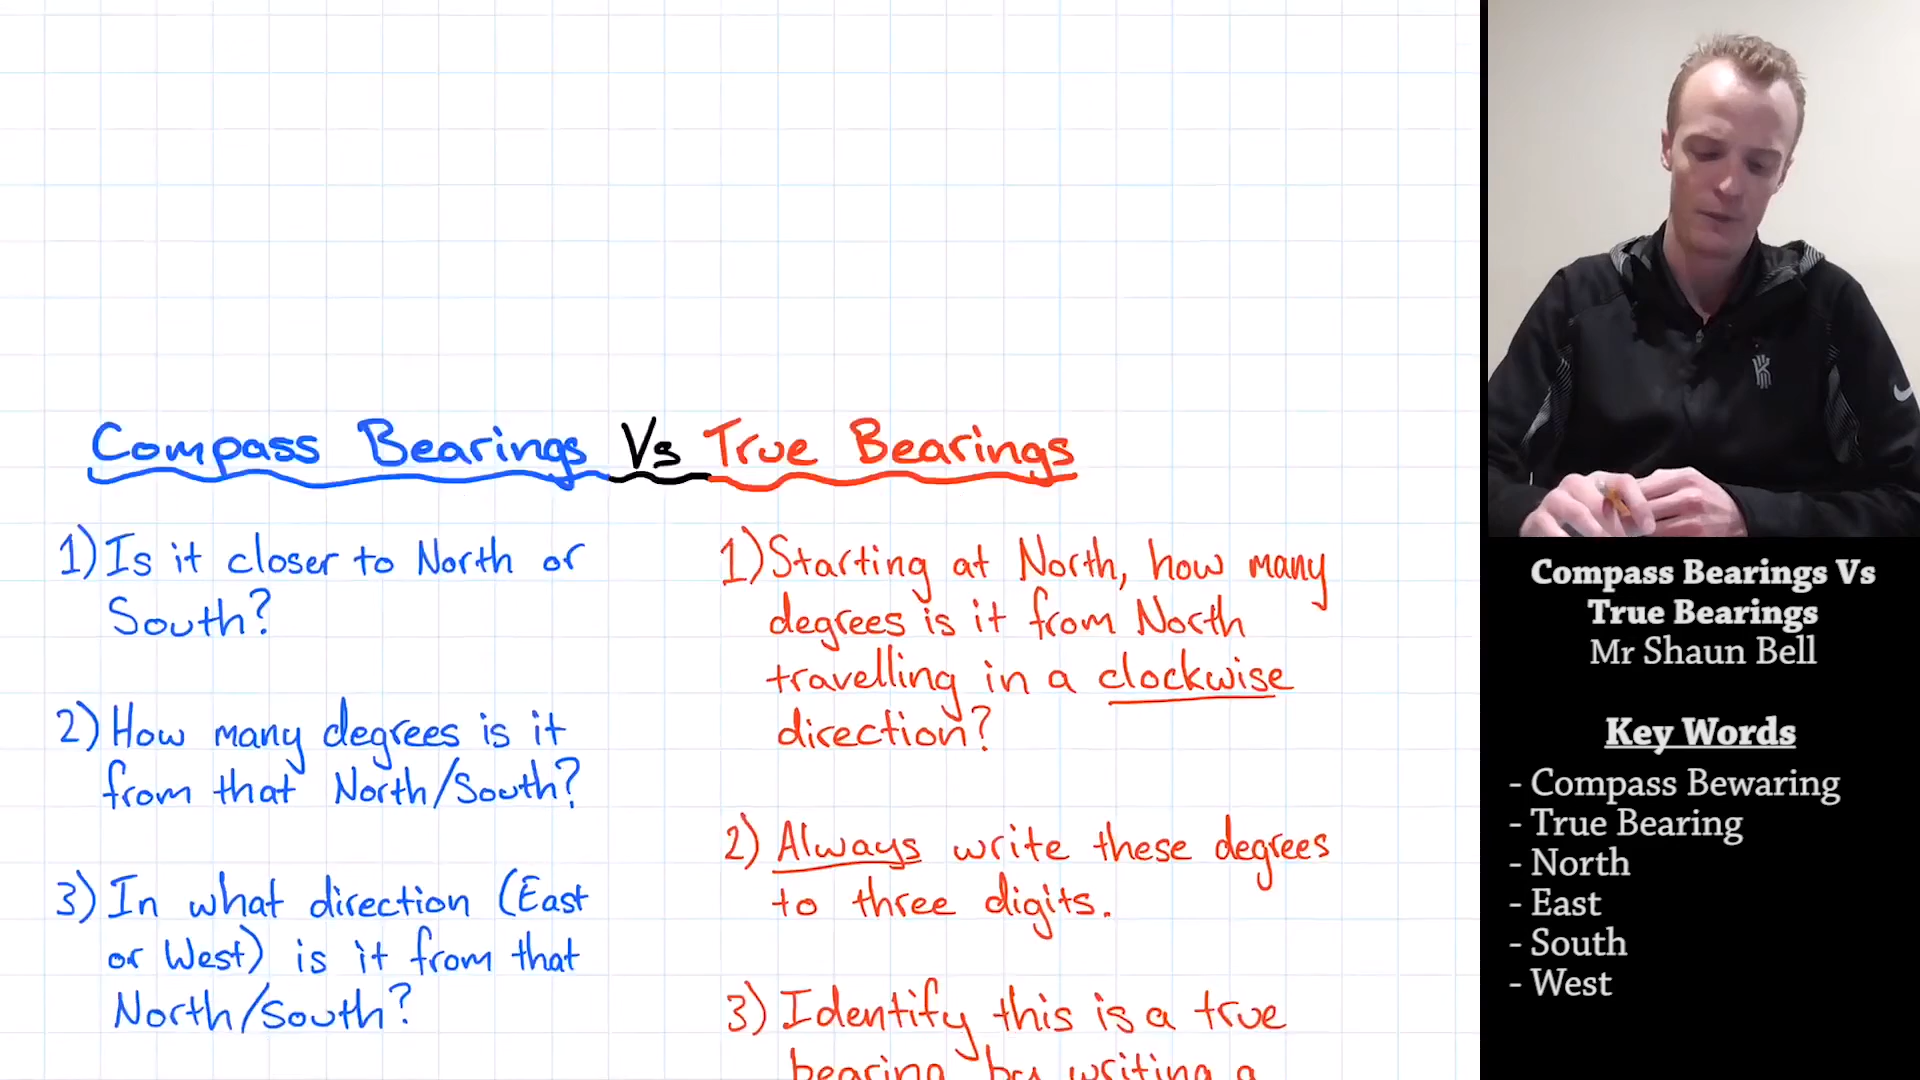 Compass Bearings Vs True Bearings
1) Is it closer to North or
South?
2) How many degrees is it
from that North/South?
3) In what direction (East
or West) is it from that
North/South?
1) Starting at North, how many
degrees is it from North
travelling in a clockwise
direction?
2) Always write these degrees
to three digits.
3) Identify this is a true
bearing by writing a
Compass Bearings Vs
True Bearings
Mr Shaun Bell
Key Words
- Compass Bewaring
- True Bearing
- North
- East
- South
- West